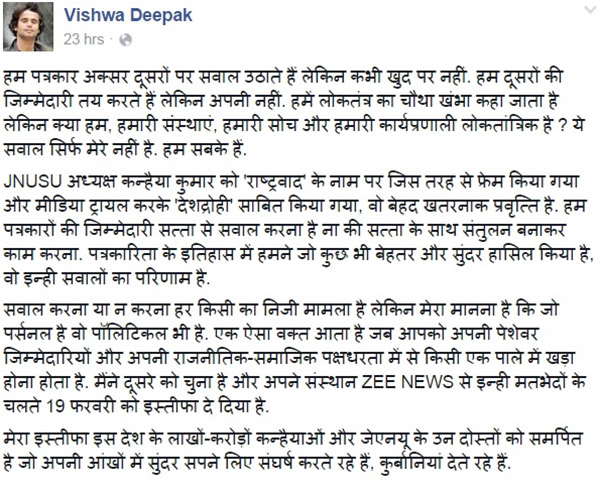 Vishwa Deepak
23 hrs ·
हम पत्रकार अक्सर दूसरों पर सवाल उठाते हैं लेकिन कभी खुद पर नहीं. हम दूसरों की
जिम्मेदारी तय करते हैं लेकिन अपनी नहीं. हमें लोकतंत्र का चौथा खंभा कहा जाता है
लेकिन क्या हम, हमारी संस्थाएं, हमारी सोच और हमारी कार्यप्रणाली लोकतांत्रिक है ? ये
सवाल सिर्फ मेरे नहीं है. हम सबके हैं.
JNUSU अध्यक्ष कन्हैया कुमार को 'राष्ट्रवाद' के नाम पर जिस तरह से फ्रेम किया गया
और मीडिया ट्रायल करके 'देशद्रोही' साबित किया गया, वो बेहद खतरनाक प्रवृत्ति है. हम
पत्रकारों की जिम्मेदारी सत्ता से सवाल करना है ना की सत्ता के साथ संतुलन बनाकर
काम करना. पत्रकारिता के इतिहास में हमने जो कुछ भी बेहतर और सुंदर हासिल किया है,
वो इन्ही सवालों का परिणाम है.
सवाल करना या न करना हर किसी का निजी मामला है लेकिन मेरा मानना है कि जो
पर्सनल है वो पॉलिटिकल भी है. एक ऐसा वक्त आता है जब आपको अपनी पेशेवर
जिम्मेदारियों और अपनी राजनीतिक-समाजिक पक्षधरता में से किसी एक पाले में खड़ा
होना होता है. मैंने दूसरे को चुना है और अपने संस्थान ZEE NEWS से इन्ही मतभेदों के
चलते 19 फरवरी को इस्तीफा दे दिया है.
मेरा इस्तीफा इस देश के लाखों-करोड़ों कन्हैयाओं और जेएनयू के उन दोस्तों को समर्पित
है जो अपनी आंखों में सुंदर सपने लिए संघर्ष करते रहे हैं, कुर्बानियां देते रहे हैं.